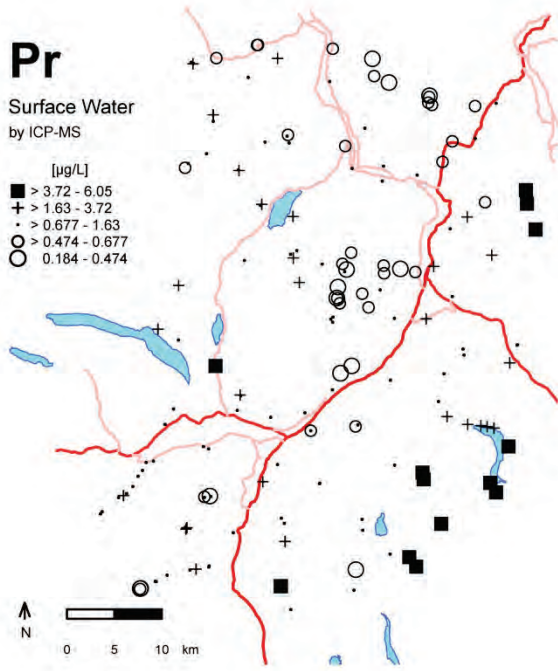 Pr
Surface Water
by ICP-MS
[µg/L]
> 3.72 - 6.05
> 1.63 - 3.72
> 0.677 - 1.63
> 0.474 - 0.677
0.184 - 0.474
N
0 5 10 km